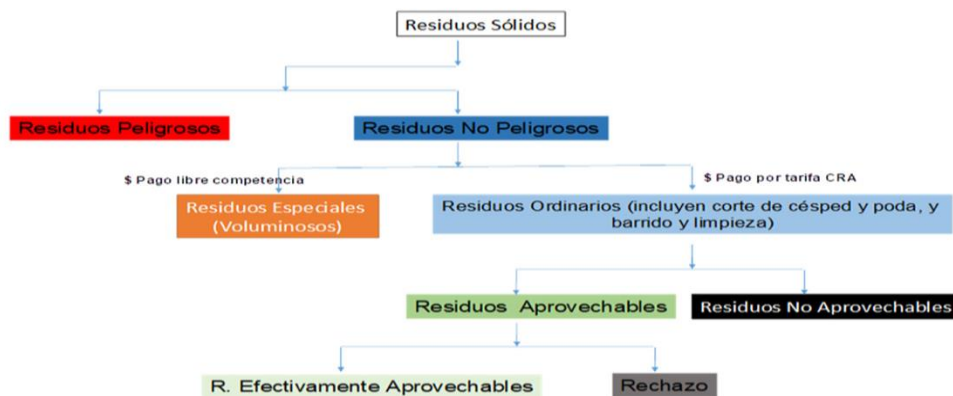 Residuos Sólidos
Residuos Peligrosos
Residuos No Peligrosos
$ Pago libre competencia
$ Pago por tarifa CRA
Residuos Especiales
(Voluminosos)
Residuos Ordinarios (incluyen corte de césped y poda, y
barrido y limpieza)
Residuos Aprovechables
Residuos No Aprovechables
R. Efectivamente Aprovechables
Rechazo